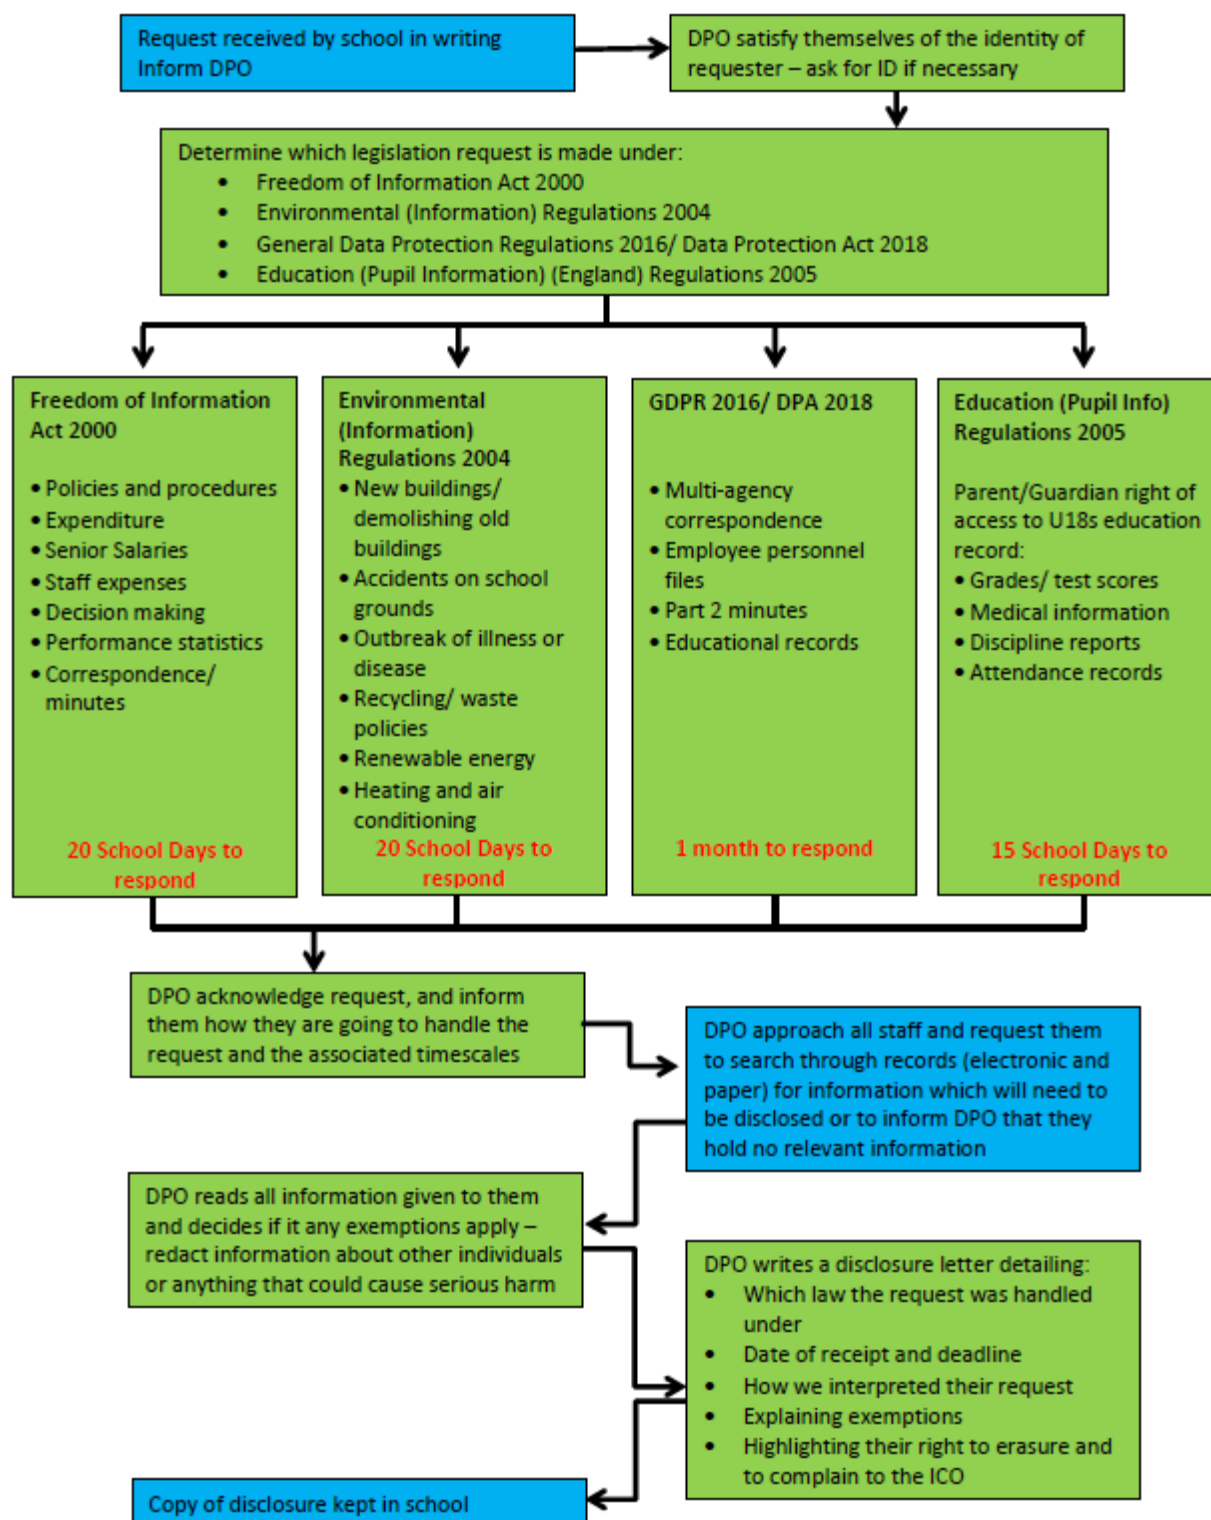 Request received by school in writing
Inform DPO
DPO satisfy themselves of the identity of
requester – ask for ID if necessary
Determine which legislation request is made under:
• Freedom of Information Act 2000
• Environmental (Information) Regulations 2004
• General Data Protection Regulations 2016/ Data Protection Act 2018
• Education (Pupil Information) (England) Regulations 2005
Freedom of Information
Act 2000
• Policies and procedures
• Expenditure
• Senior Salaries
• Staff expenses
• Decision making
• Performance statistics
• Correspondence/
minutes
20 School Days to
respond
Environmental
(Information)
Regulations 2004
• New buildings/
demolishing old
buildings
• Accidents on school
grounds
• Outbreak of illness or
disease
• Recycling/ waste
policies
• Renewable energy
• Heating and air
conditioning
20 School Days to
respond
GDPR 2016/ DPA 2018
• Multi-agency
correspondence
• Employee personnel
files
• Part 2 minutes
• Educational records
1 month to respond
Education (Pupil Info)
Regulations 2005
Parent/Guardian right of
access to U18s education
record:
• Grades/ test scores
• Medical information
• Discipline reports
• Attendance records
15 School Days to
respond
DPO acknowledge request, and inform
them how they are going to handle the
request and the associated timescales
DPO approach all staff and request them
to search through records (electronic and
paper) for information which will need to
be disclosed or to inform DPO that they
hold no relevant information
DPO reads all information given to them
and decides if it any exemptions apply –
redact information about other individuals
or anything that could cause serious harm
DPO writes a disclosure letter detailing:
• Which law the request was handled
under
• Date of receipt and deadline
• How we interpreted their request
• Explaining exemptions
• Highlighting their right to erasure and
to complain to the ICO
Copy of disclosure kept in school